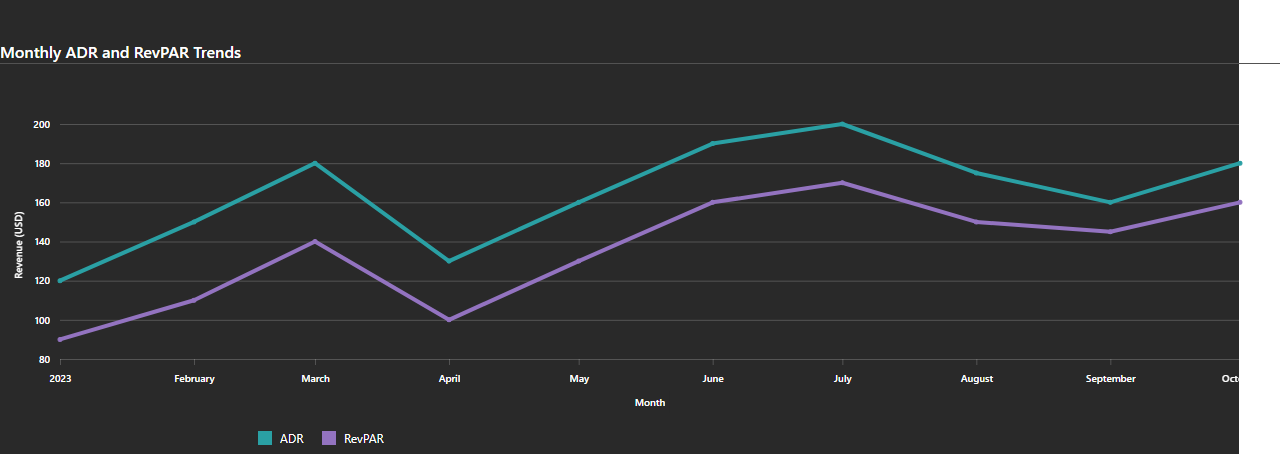 Monthly ADR and RevPAR Trends
200
180
160
140
120
100
80
Revenue (USD)
2023 February March April May June July August September Octo
Month
ADR RevPAR